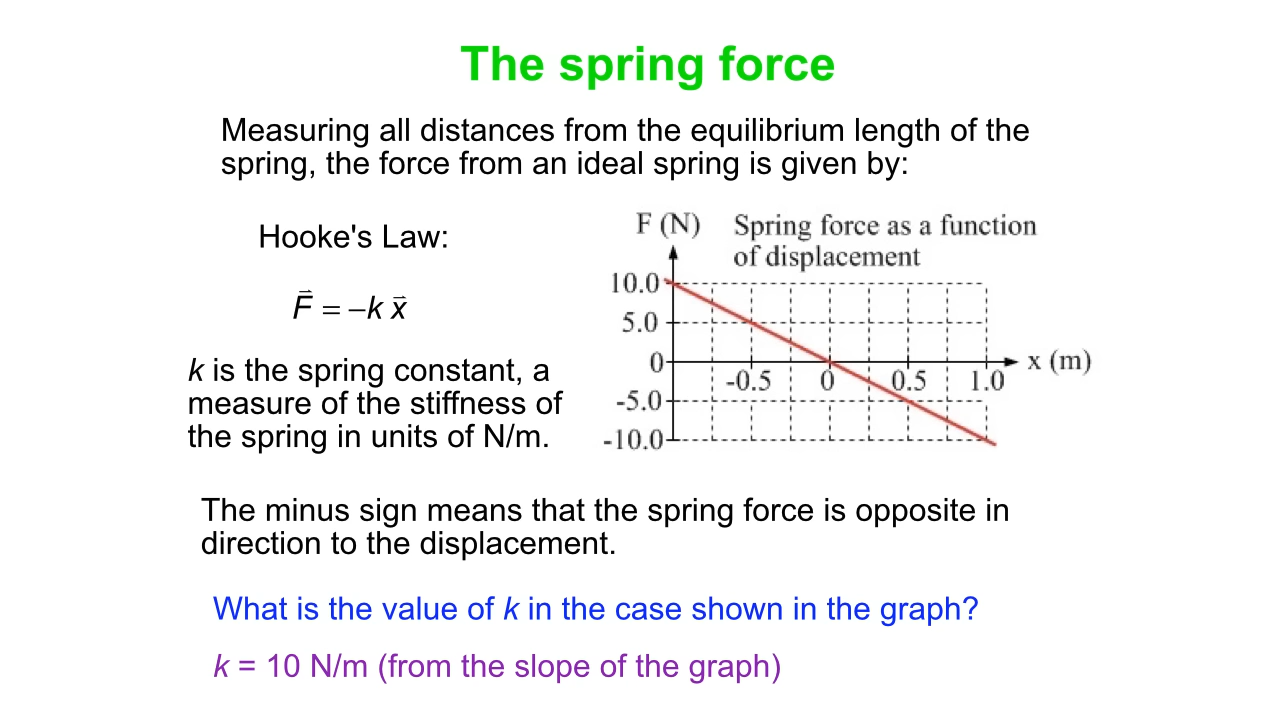 The spring force
Measuring all distances from the equilibrium length of the
spring, the force from an ideal spring is given by:
Hooke's Law:
F⃗ = −k x⃗
k is the spring constant, a
measure of the stiffness of
the spring in units of N/m.
F (N)
Spring force as a function
of displacement
10.0
5.0
0
-5.0
-10.0
-0.5 0 0.5 1.0
x (m)
The minus sign means that the spring force is opposite in
direction to the displacement.
What is the value of k in the case shown in the graph?
k = 10 N/m (from the slope of the graph)